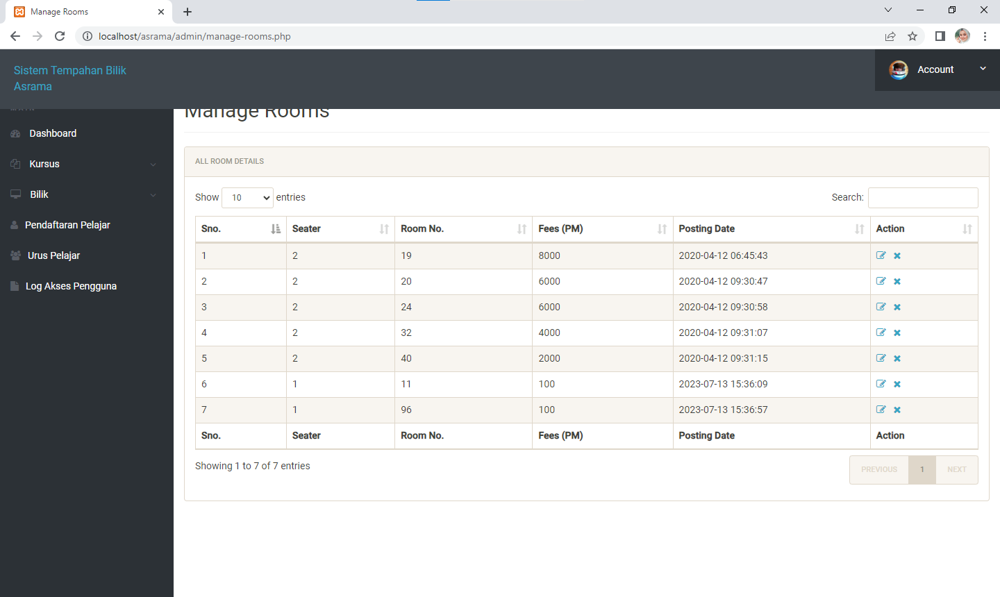 Manage Rooms
localhost/asrama/admin/manage-rooms.php
Sistem Tempahan Bilik
Asrama
Account
Manage Rooms
Dashboard
Kursus
Bilik
Pendaftaran Pelajar
Urus Pelajar
Log Akses Pengguna
ALL ROOM DETAILS
Show 10 entries Search:
Sno. Seater Room No. Fees (PM) Posting Date Action
1 2 19 8000 2020-04-12 06:45:43
2 2 20 6000 2020-04-12 09:30:47
3 2 24 6000 2020-04-12 09:30:58
4 2 32 4000 2020-04-12 09:31:07
5 2 40 2000 2020-04-12 09:31:15
6 1 11 100 2023-07-13 15:36:09
7 1 96 100 2023-07-13 15:36:57
Sno. Seater Room No. Fees (PM) Posting Date Action
Showing 1 to 7 of 7 entries
PREVIOUS 1 NEXT